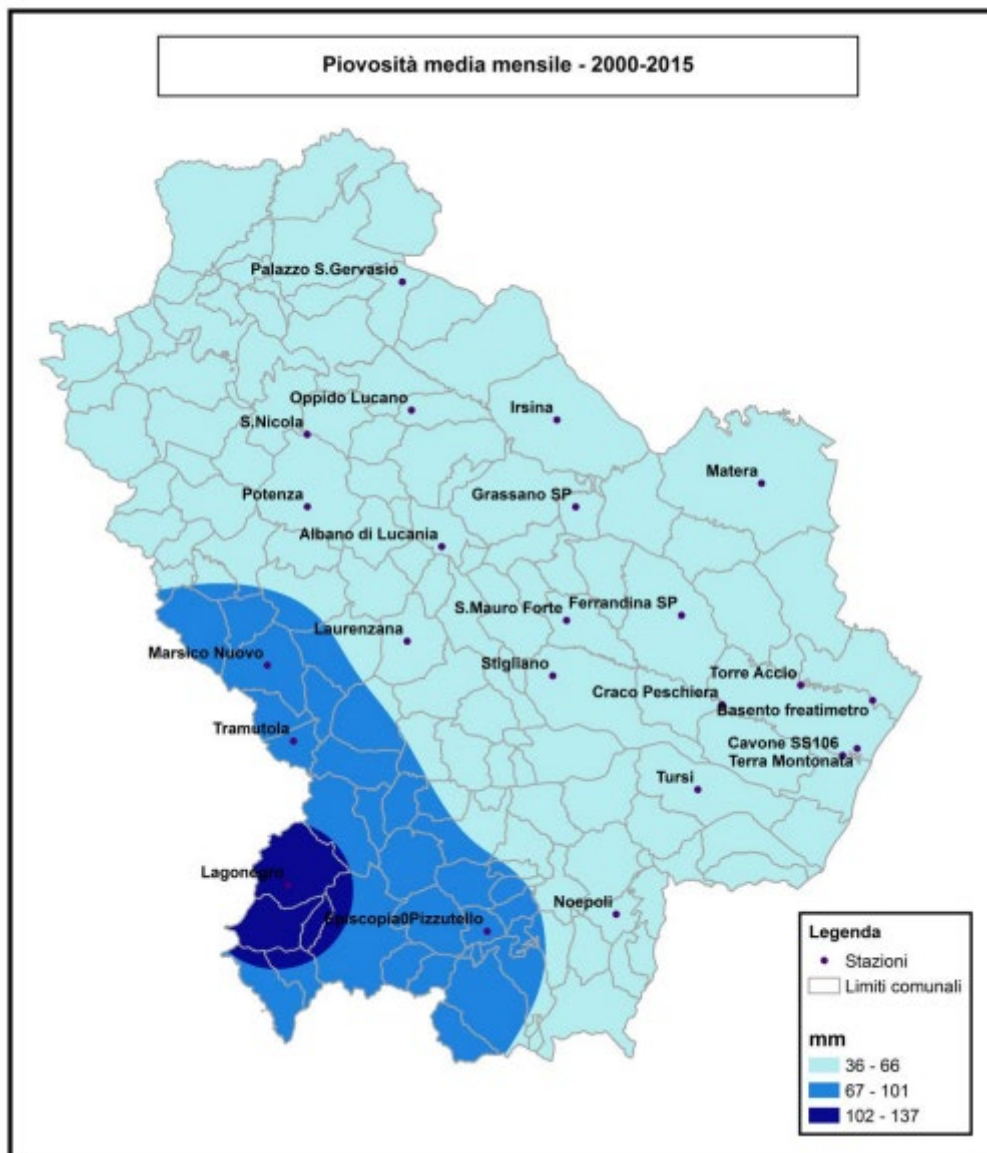 Piovosità media mensile - 2000-2015
Palazzo S.Gervasio
Oppido Lucano
Irsina
S.Nicola
Matera
Potenza
Grassano SP
Albano di Lucania
S.Mauro Forte
Ferrandina SP
Laurenzana
Marsico Nuovo
Stigliano
Torre Accio
Craco Peschiera
Basento freatimetro
Tramutola
Cavone SS106
Terra Montonata
Tursi
Lagonegro
Noepoli
Episcopia0Pizzutello
Legenda
Stazioni
Limiti comunali
mm
36 - 66
67 - 101
102 - 137